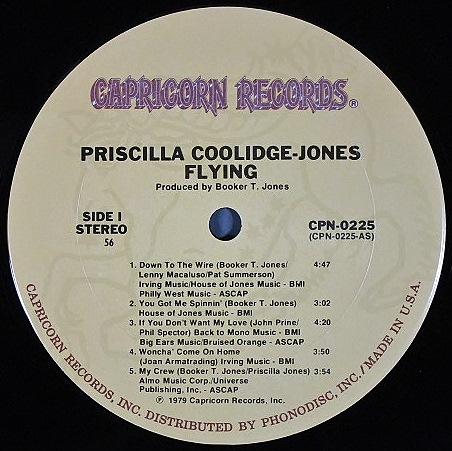 CAPRICORN RECORDS®
PRISCILLA COOLIDGE-JONES
FLYING
Produced by Booker T. Jones
SIDE I
STEREO
56
CPN-0225
(CPN-0225-AS)
1. Down To The Wire (Booker T. Jones/ 4:47
Lenny Macaluso/Pat Summerson)
Irving Music/House of Jones Music - BMI
Philly West Music - ASCAP
2. You Got Me Spinnin' (Booker T. Jones) 3:02
House of Jones Music - BMI
3. If You Don't Want My Love (John Prine/ 4:20
Phil Spector) Back to Mono Music - BMI
Big Ears Music/Bruised Orange - ASCAP
4. Woncha' Come On Home 3:50
(Joan Armatrading) Irving Music - BMI
5. My Crew (Booker T. Jones/Priscilla Jones) 3:54
Almo Music Corp./Universe
Publishing, Inc. - ASCAP
℗ 1979 Capricorn Records, Inc.
CAPRICORN RECORDS, INC. DISTRIBUTED BY PHONODISC, INC./MADE IN U.S.A.